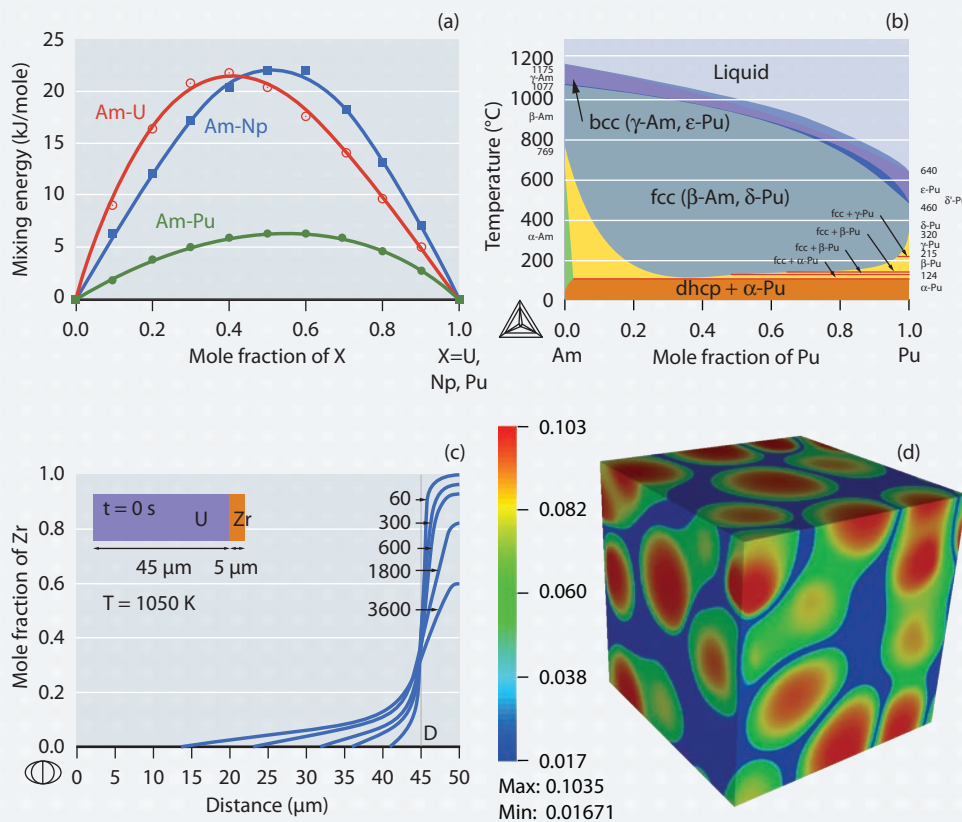 (a)
25
20
15
10
5
0
Mixing energy (kJ/mole)
Am-U
Am-Np
Am-Pu
0.0 0.2 0.4 0.6 0.8 1.0
Mole fraction of X
X=U,
Np, Pu
(b)
1200
1000
800
600
400
200
0
Temperature (°C)
1175
γ-Am
1077
β-Am
769
α-Am
Liquid
bcc (γ-Am, ε-Pu)
fcc (β-Am, δ-Pu)
fcc + γ-Pu
fcc + β-Pu
fcc + β-Pu
fcc + α-Pu
dhcp + α-Pu
640
ε-Pu
δ'-Pu
460
δ-Pu
320
γ-Pu
215
β-Pu
124
α-Pu
0.0 0.2 0.4 0.6 0.8 1.0
Am Mole fraction of Pu Pu
(c)
1.0
0.8
0.6
0.4
0.2
0.0
Mole fraction of Zr
t = 0 s
U
Zr
45 μm 5 μm
T = 1050 K
60
300
600
1800
3600
D
0 5 10 15 20 25 30 35 40 45 50
Distance (μm)
0.103
0.082
0.060
0.038
0.017
Max: 0.1035
Min: 0.01671
(d)